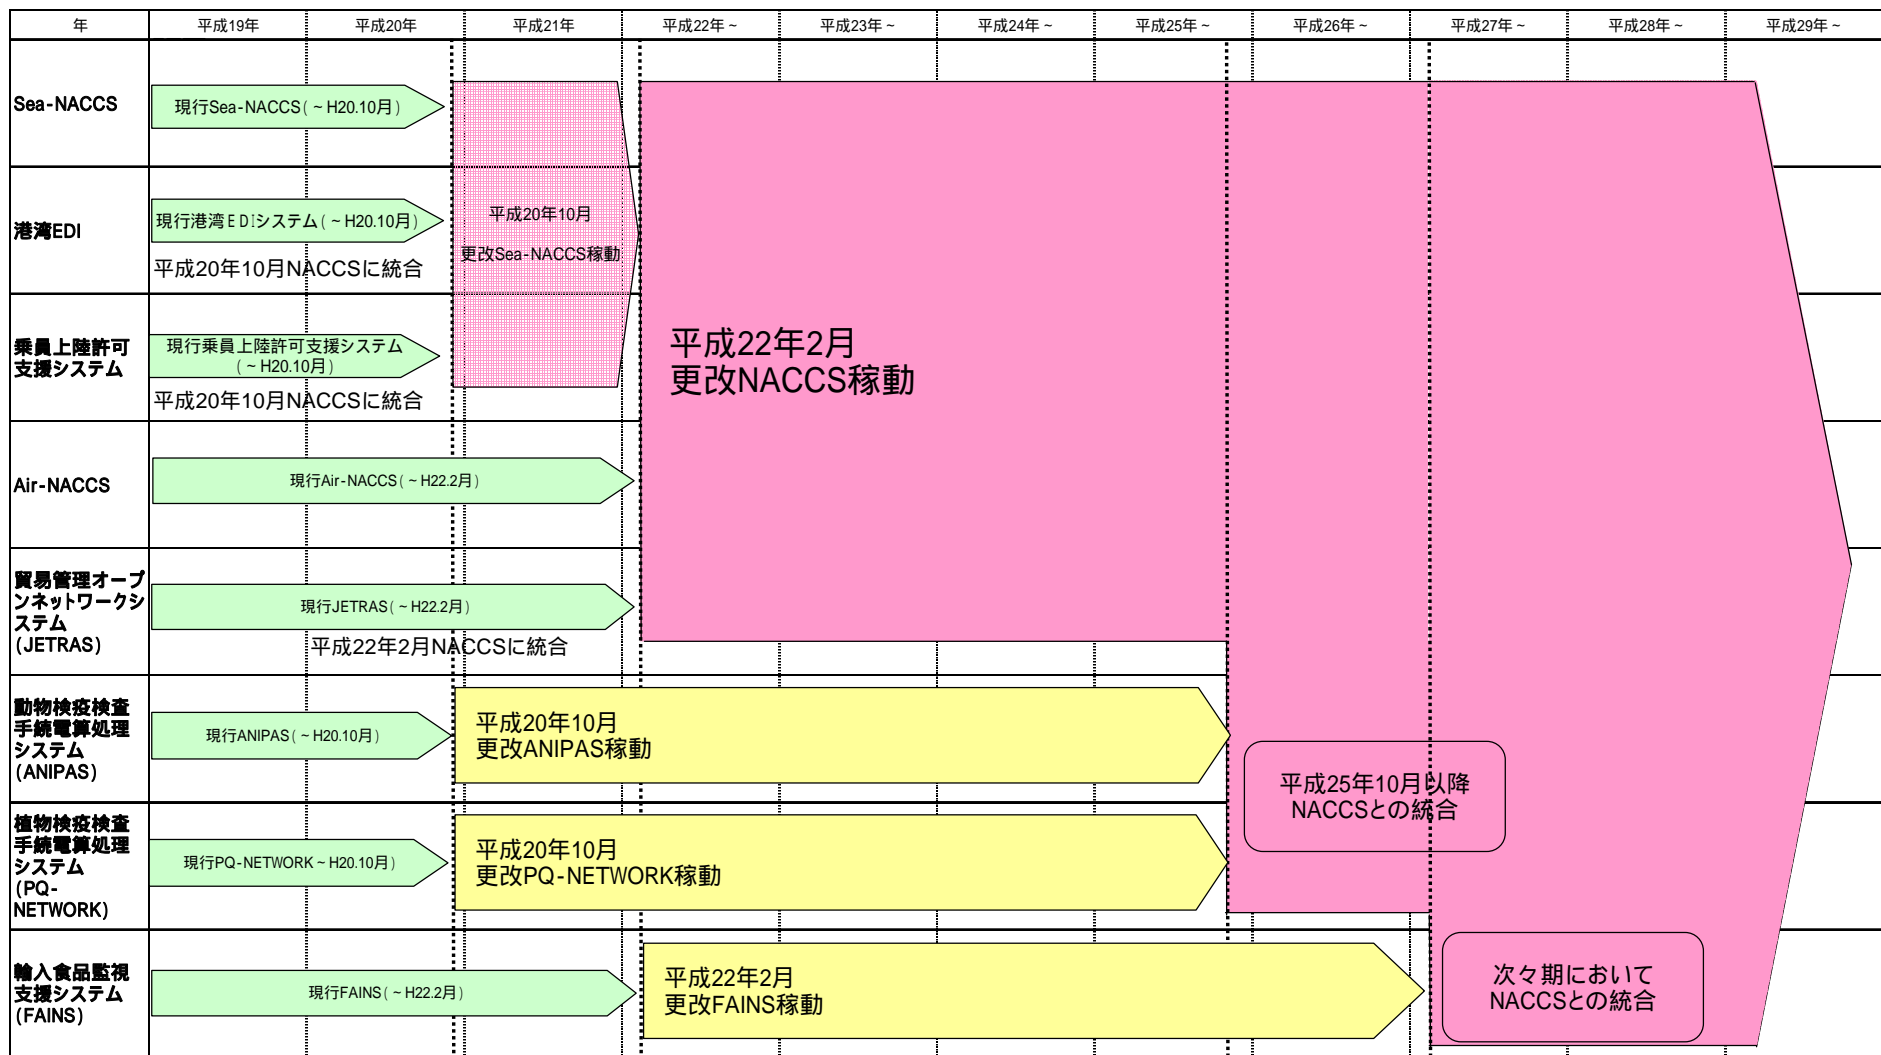 年 平成19年 平成20年 平成21年 平成22年～ 平成23年～ 平成24年～ 平成25年～ 平成26年～ 平成27年～ 平成28年～ 平成29年～
Sea-NACCS
現行Sea-NACCS(～H20.10月)
港湾EDI
現行港湾EDIシステム(～H20.10月)
平成20年10月NACCSに統合
平成20年10月
更改Sea-NACCS稼動
乗員上陸許可
支援システム
現行乗員上陸許可支援システム
(～H20.10月)
平成20年10月NACCSに統合
平成22年2月
更改NACCS稼動
Air-NACCS
現行Air-NACCS(～H22.2月)
貿易管理オープ
ンネットワークシ
ステム
(JETRAS)
現行JETRAS(～H22.2月)
平成22年2月NACCSに統合
動物検疫検査
手続電算処理
システム
(ANIPAS)
現行ANIPAS(～H20.10月)
平成20年10月
更改ANIPAS稼動
平成25年10月以降
NACCSとの統合
植物検疫検査
手続電算処理
システム
(PQ-
NETWORK)
現行PQ-NETWORK～H20.10月)
平成20年10月
更改PQ-NETWORK稼動
輸入食品監視
支援システム
(FAINS)
現行FAINS(～H22.2月)
平成22年2月
更改FAINS稼動
次々期において
NACCSとの統合